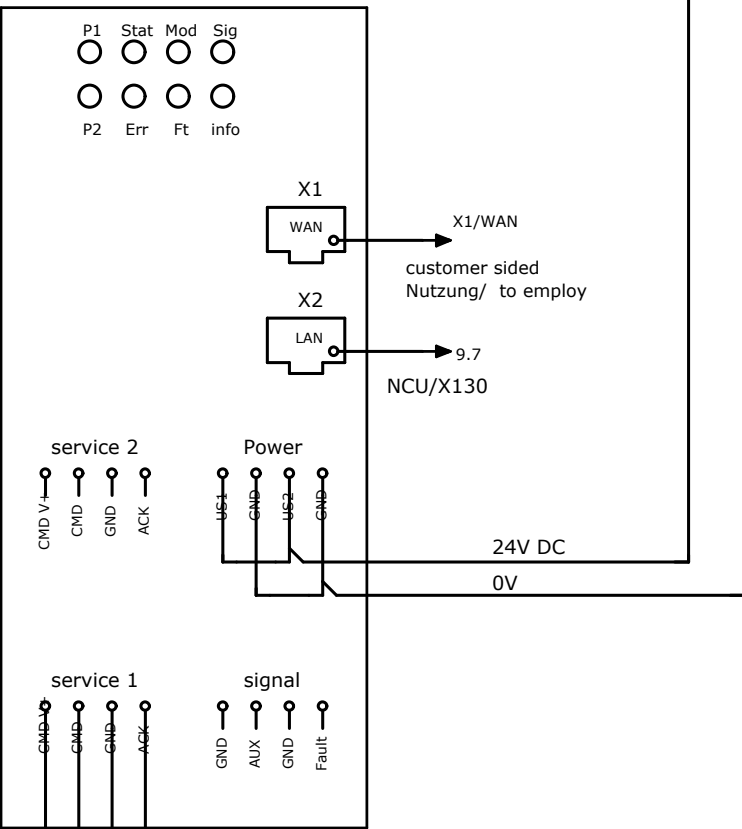 P1 Stat Mod Sig
P2 Err Ft info
X1
WAN
X1/WAN
customer sided
Nutzung/ to employ
X2
LAN
9.7
NCU/X130
service 2
Power
CMD V+
CMD
GND
ACK
US1
GND
US2
GND
24V DC
0V
service 1
signal
CMD V+
CMD
GND
ACK
GND
AUX
GND
Fault